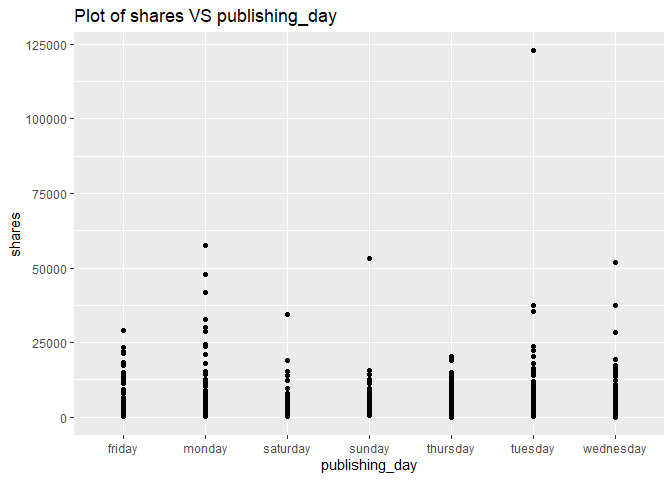 Plot of shares VS publishing_day
125000
100000
75000
50000
25000
0
shares
friday monday saturday sunday thursday tuesday wednesday
publishing_day